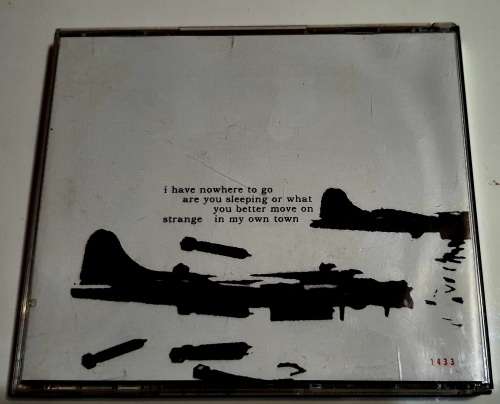 i have nowhere to go
are you sleeping or what
you better move on
strange in my own town
1433